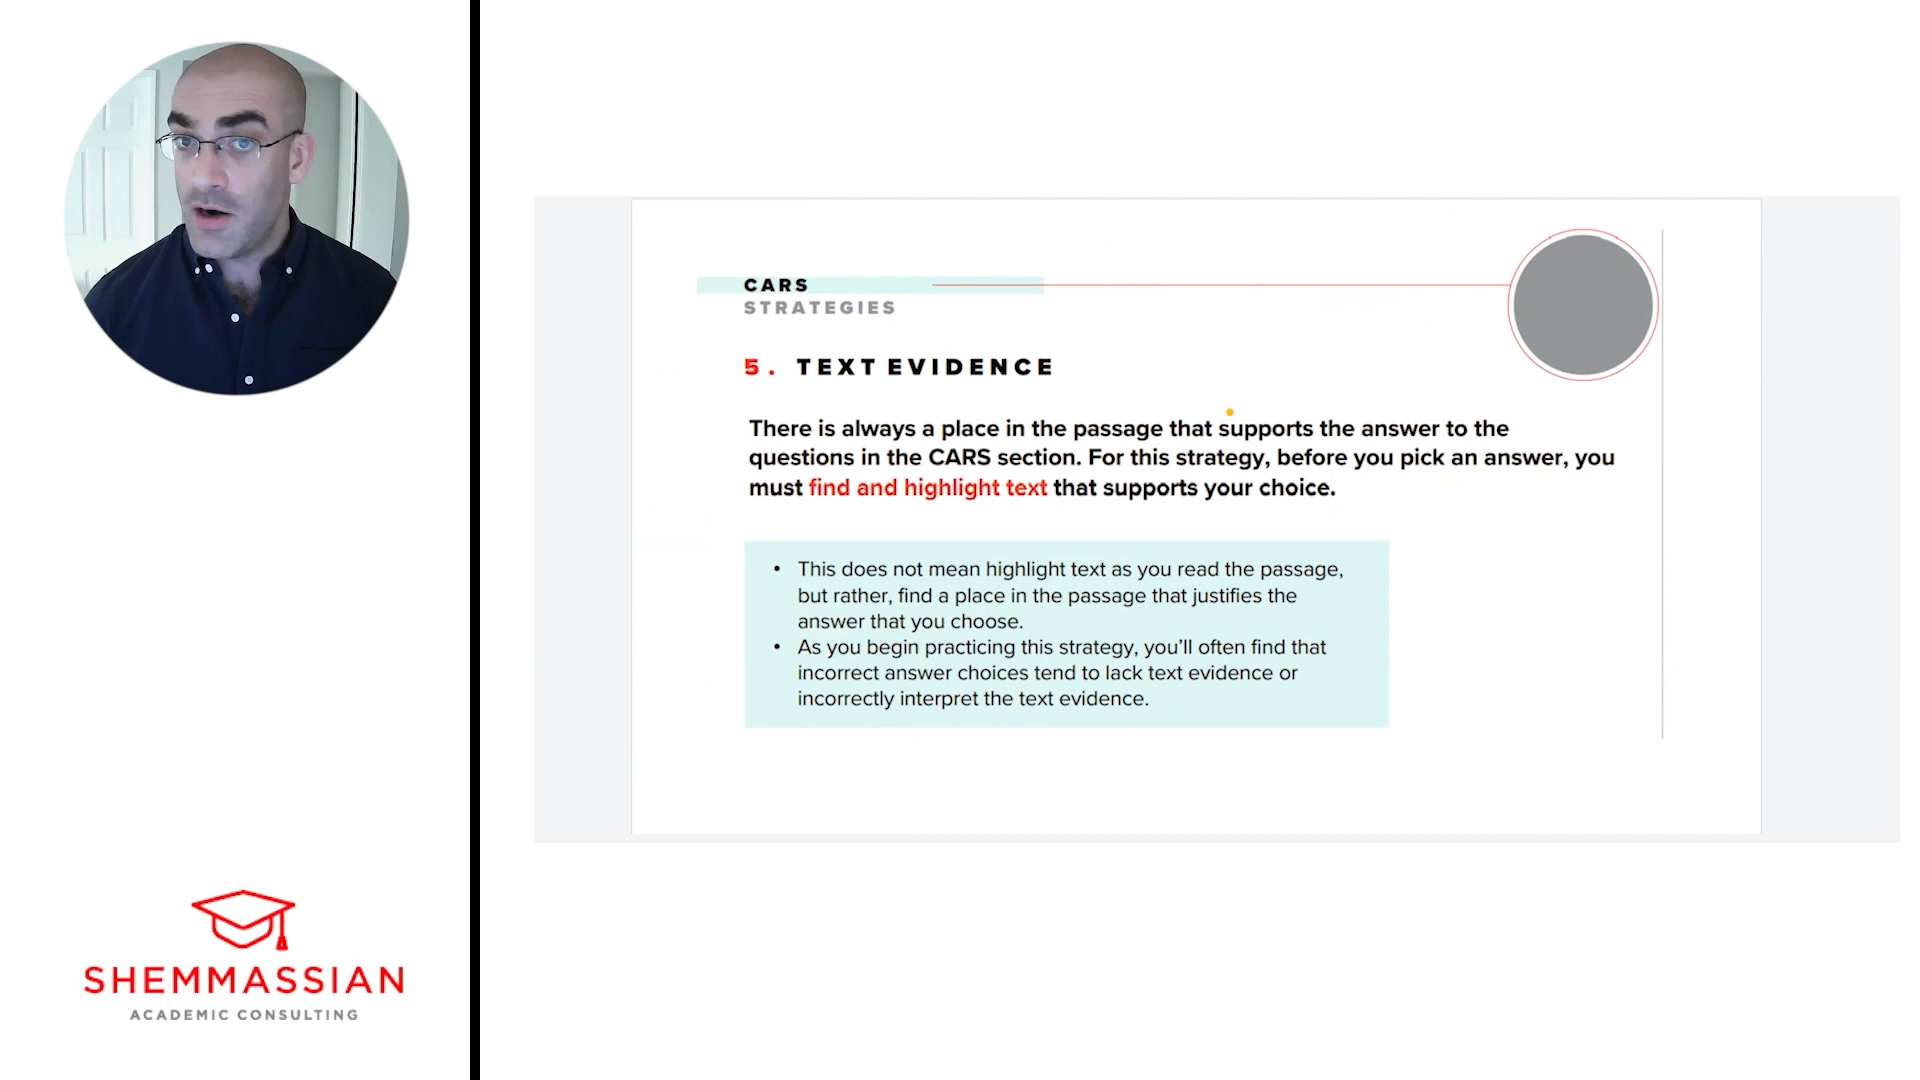 CARS
STRATEGIES
5. TEXT EVIDENCE
There is always a place in the passage that supports the answer to the
questions in the CARS section. For this strategy, before you pick an answer, you
must find and highlight text that supports your choice.
• This does not mean highlight text as you read the passage,
but rather, find a place in the passage that justifies the
answer that you choose.
• As you begin practicing this strategy, you’ll often find that
incorrect answer choices tend to lack text evidence or
incorrectly interpret the text evidence.
SHEMMASSIAN
ACADEMIC CONSULTING